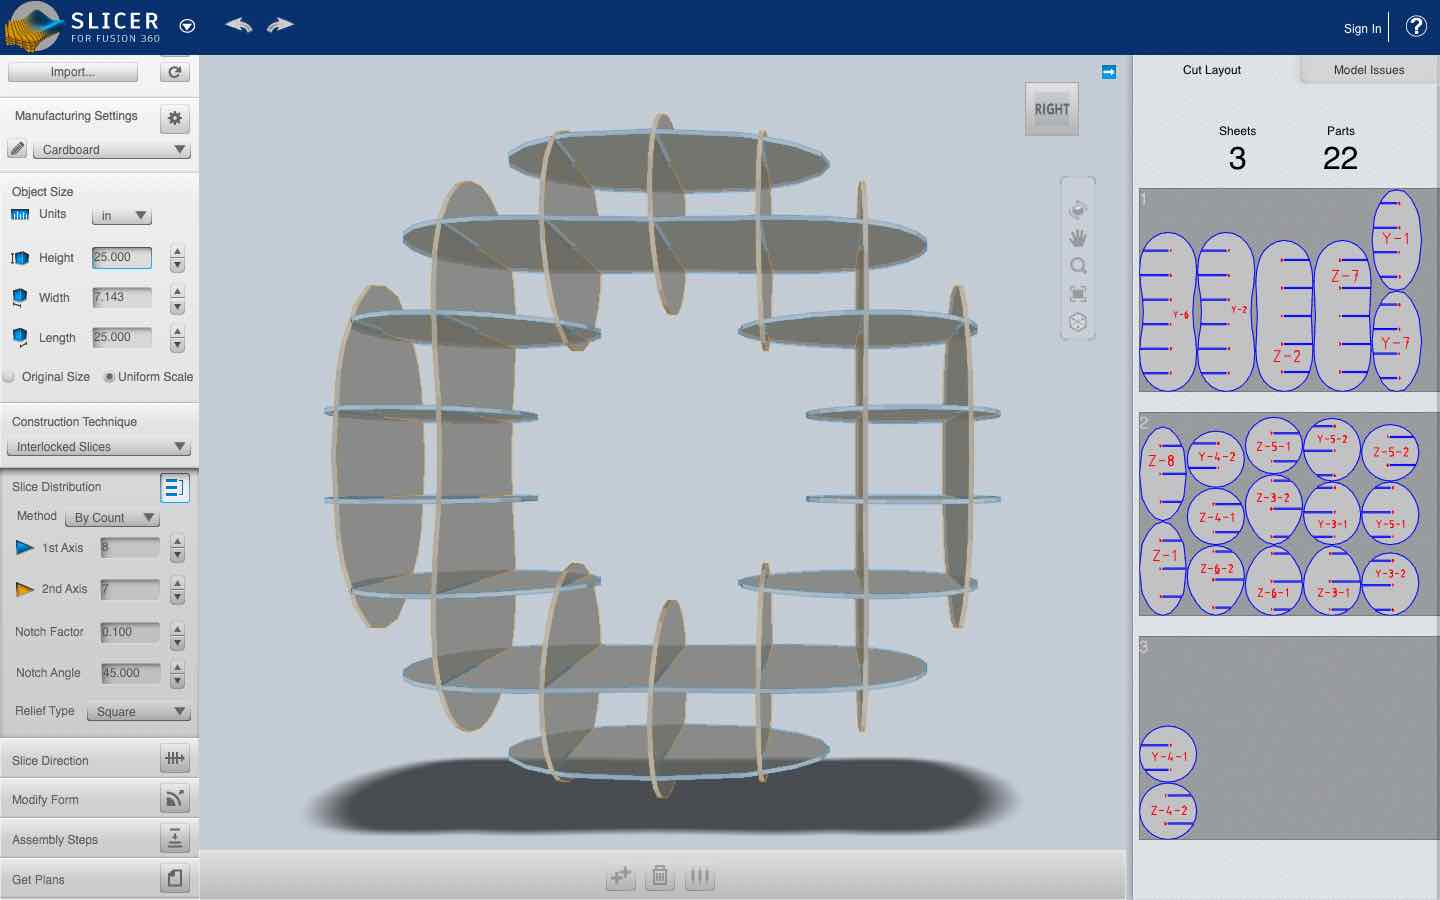 SLICER
FOR FUSION 360
Sign In
?
Import...
Manufacturing Settings
Cardboard
Object Size
Units
in
Height
25.000
Width
7.143
Length
25.000
Original Size
Uniform Scale
Construction Technique
Interlocked Slices
Slice Distribution
Method
By Count
1st Axis
8
2nd Axis
7
Notch Factor
0.100
Notch Angle
45.000
Relief Type
Square
Slice Direction
Modify Form
Assembly Steps
Get Plans
RIGHT
Cut Layout
Model Issues
Sheets
Parts
3
22
1
Y-6
Y-2
Z-2
Z-7
Y-1
Y-7
2
Z-8
Y-4-2
Z-5-1
Y-5-2
Z-5-2
Z-4-1
Z-3-2
Y-3-1
Y-5-1
Z-1
Z-6-2
Z-6-1
Z-3-1
Y-3-2
3
Y-4-1
Z-4-2